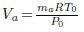 V_a = \frac{m_a R T_0}{P_0}